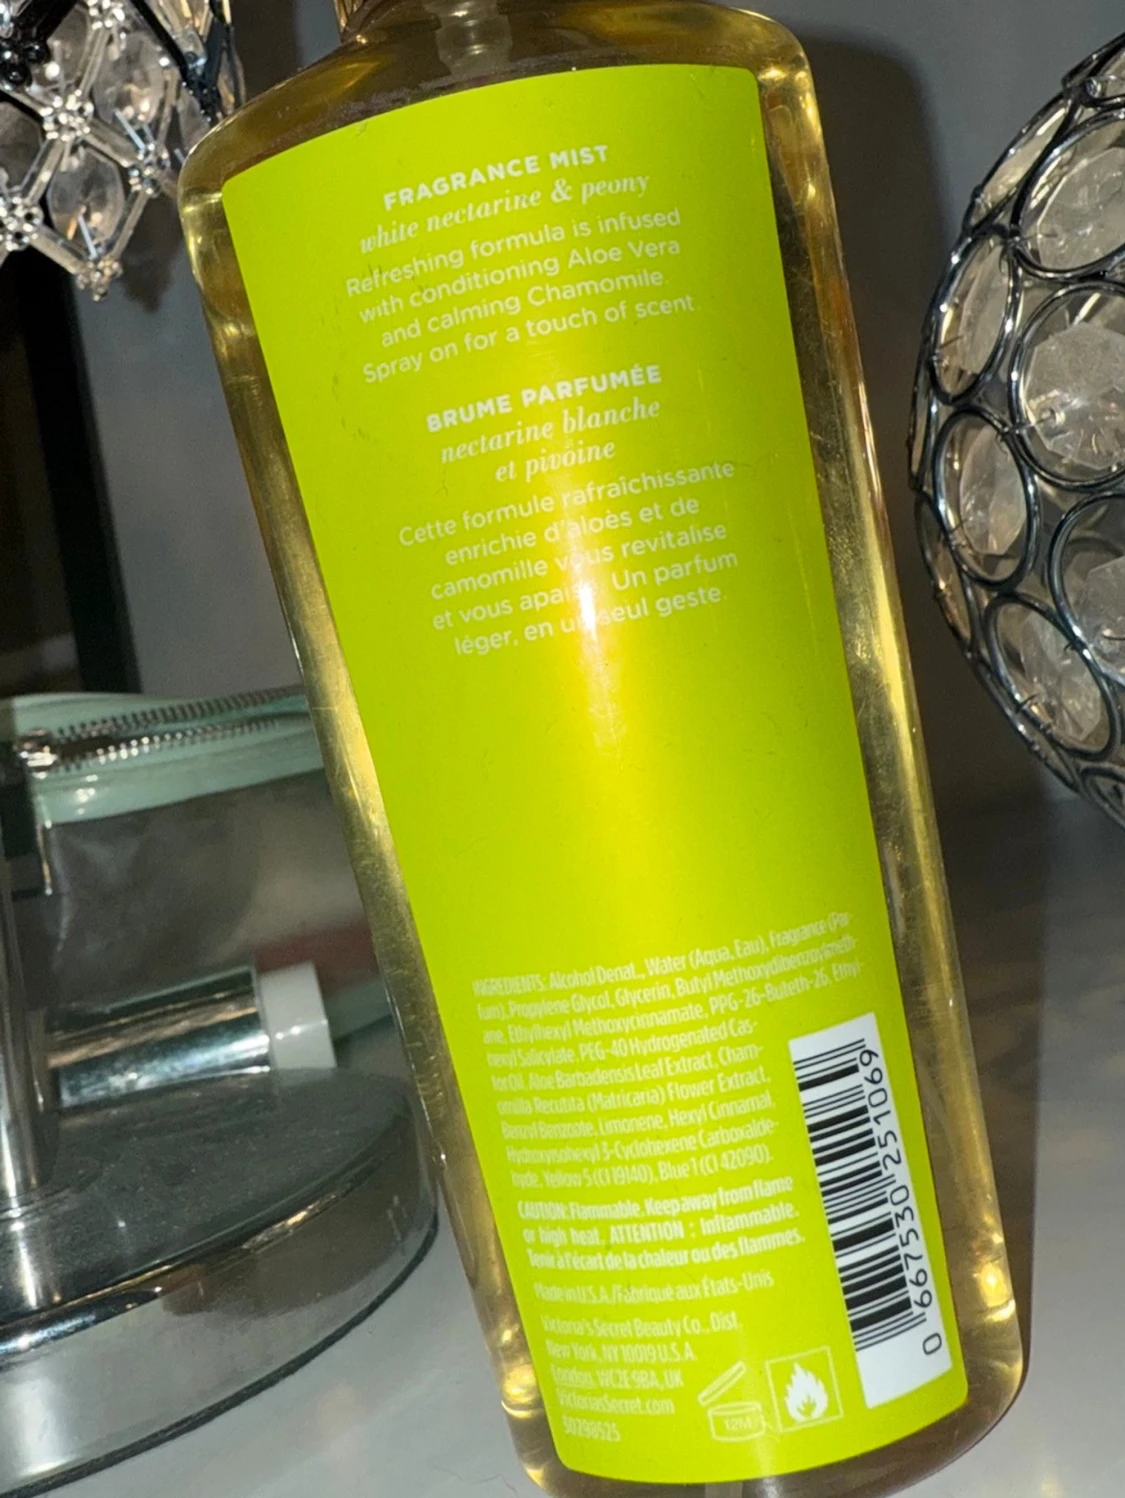 FRAGRANCE MIST
white nectarine & peony
Refreshing formula is infused
with conditioning Aloe Vera
and calming Chamomile.
Spray on for a touch of scent.
BRUME PARFUMÉE
nectarine blanche
et pivoine
Cette formule rafraîchissante
enrichie d'aloès et de
camomille vous revitalise
et vous apaise. Un parfum
léger, en un seul geste.
INGREDIENTS: Alcohol Denat., Water (Aqua, Eau), Fragrance (Par-
fum), Propylene Glycol, Glycerin, Butyl Methoxydibenzoylmeth-
ane, Ethylhexyl Methoxycinnamate, PPG-26-Buteth-26, Ethyl-
hexyl Salicylate, PEG-40 Hydrogenated Cas-
tor Oil, Aloe Barbadensis Leaf Extract, Cham-
omilla Recutita (Matricaria) Flower Extract,
Benzyl Benzoate, Limonene, Hexyl Cinnamal,
Hydroxyisohexyl 3-Cyclohexene Carboxalde-
hyde, Yellow 5 (CI 19140), Blue 1 (CI 42090).
CAUTION: Flammable. Keep away from flame
or high heat. ATTENTION : Inflammable.
Tenir à l'écart de la chaleur ou des flammes.
Made in U.S.A./Fabriqué aux États-Unis
Victoria's Secret Beauty Co., Dist.
New York, NY 10019 U.S.A.
London, WC2E 9BA, UK
VictoriasSecret.com
50298525
12M
0 667530 251069